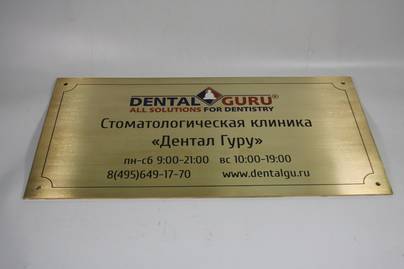 DENTAL GURU®
ALL SOLUTIONS FOR DENTISTRY
Стоматологическая клиника
«Дентал Гуру»
пн-сб 9:00-21:00 вс 10:00-19:00
8(495)649-17-70 www.dentalgu.ru